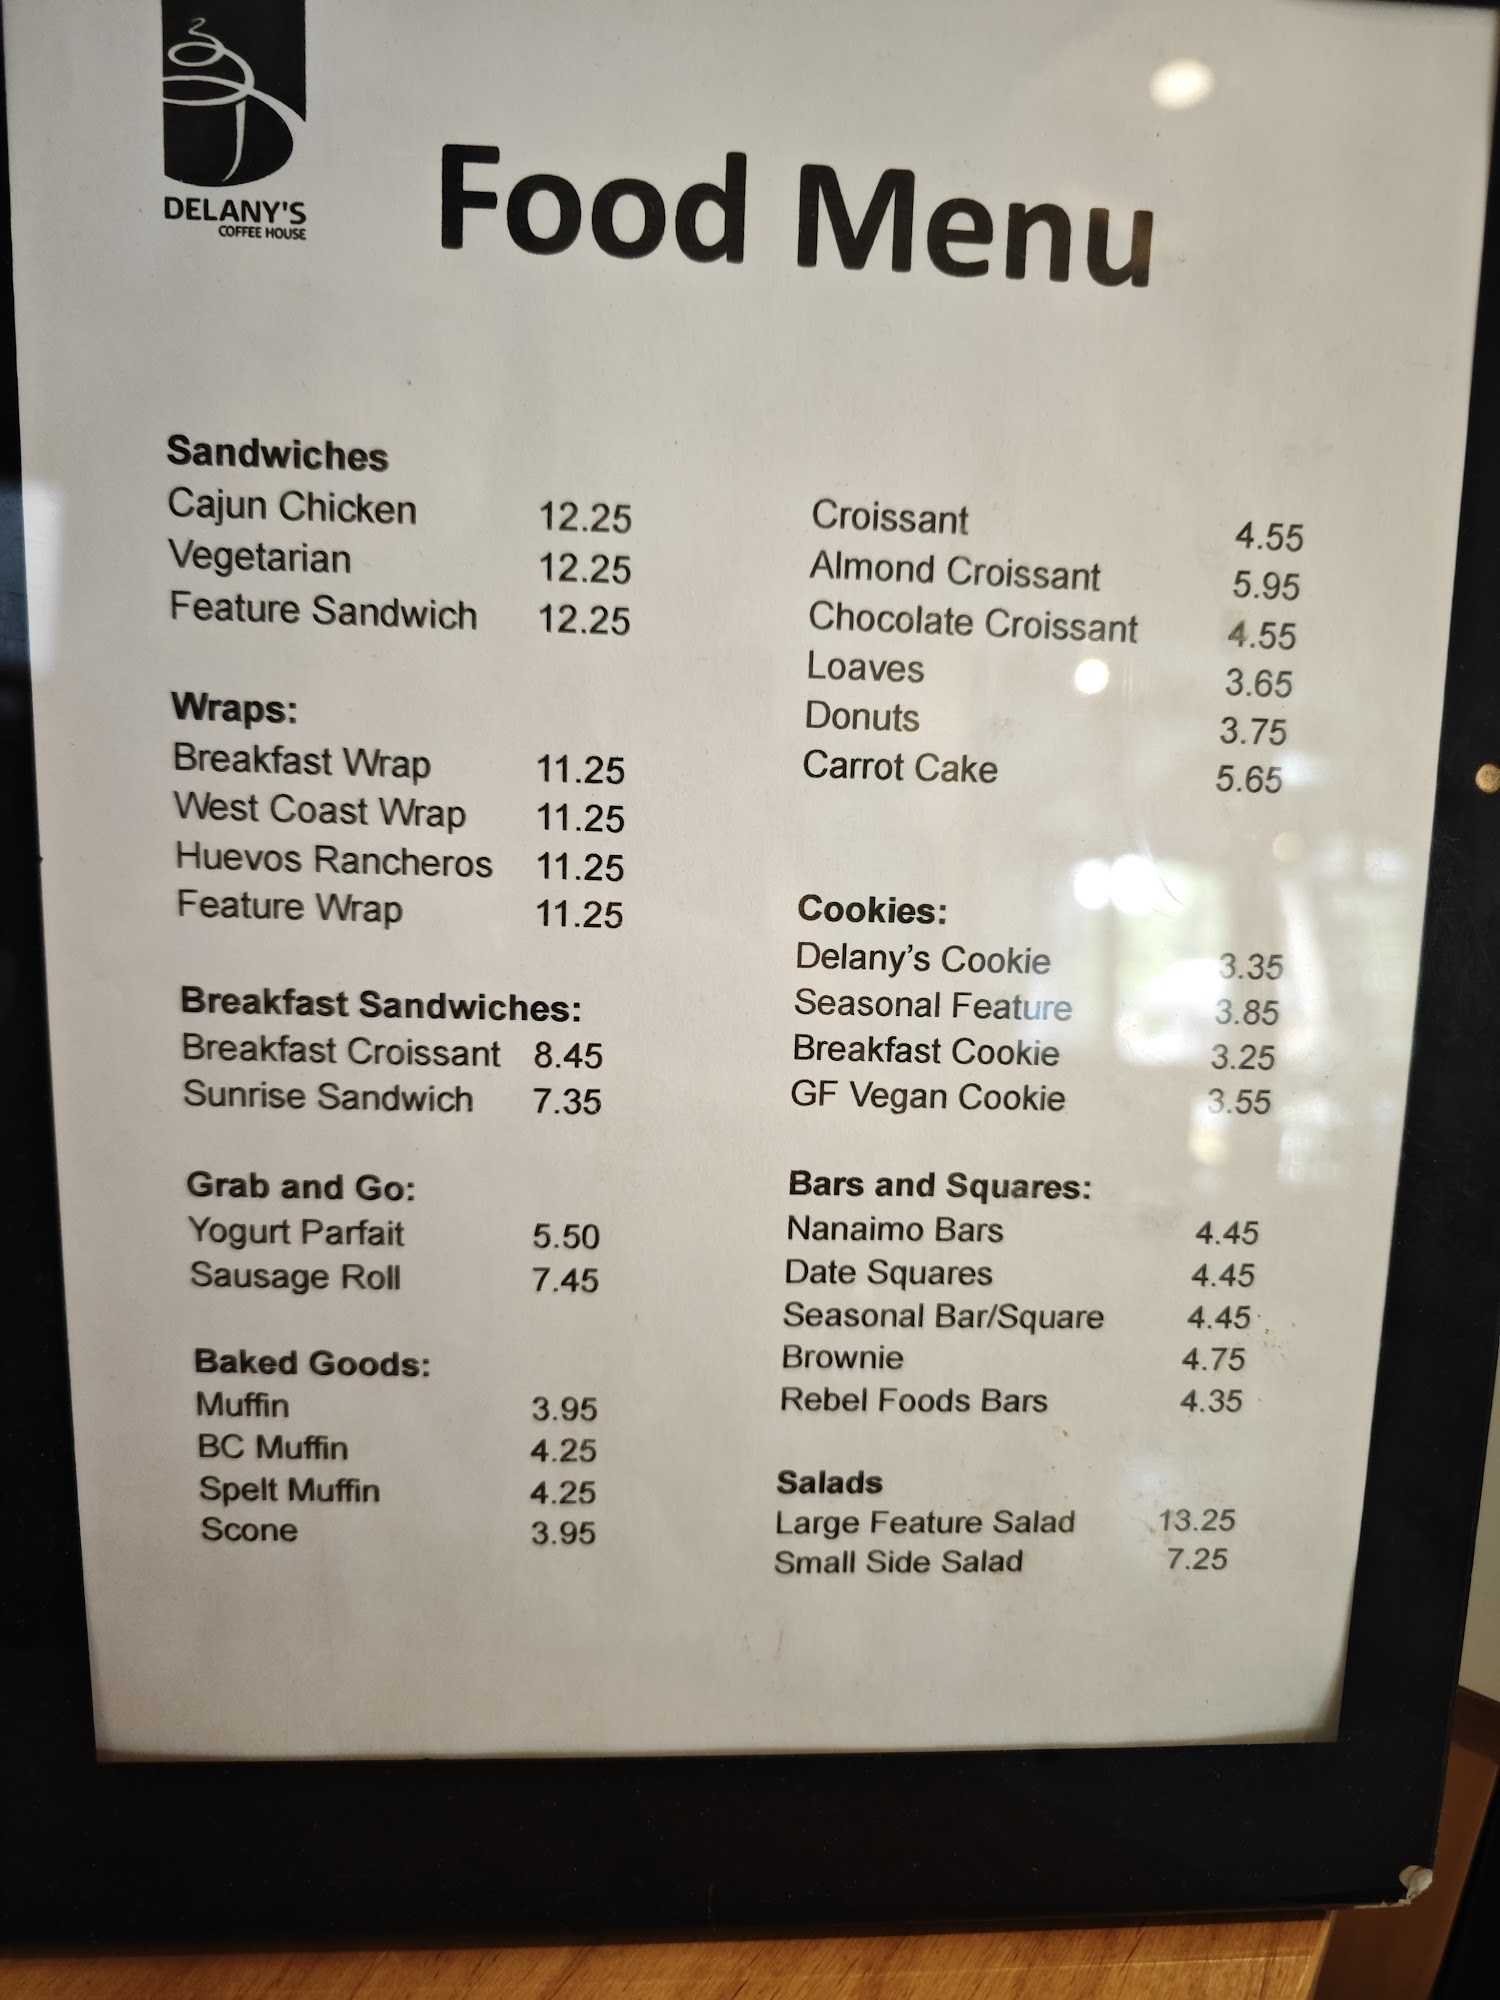 DELANY'S
COFFEE HOUSE
Food Menu
Sandwiches
Cajun Chicken 12.25
Vegetarian 12.25
Feature Sandwich 12.25
Wraps:
Breakfast Wrap 11.25
West Coast Wrap 11.25
Huevos Rancheros 11.25
Feature Wrap 11.25
Breakfast Sandwiches:
Breakfast Croissant 8.45
Sunrise Sandwich 7.35
Grab and Go:
Yogurt Parfait 5.50
Sausage Roll 7.45
Baked Goods:
Muffin 3.95
BC Muffin 4.25
Spelt Muffin 4.25
Scone 3.95
Croissant 4.55
Almond Croissant 5.95
Chocolate Croissant 4.55
Loaves 3.65
Donuts 3.75
Carrot Cake 5.65
Cookies:
Delany’s Cookie 3.35
Seasonal Feature 3.85
Breakfast Cookie 3.25
GF Vegan Cookie 3.55
Bars and Squares:
Nanaimo Bars 4.45
Date Squares 4.45
Seasonal Bar/Square 4.45
Brownie 4.75
Rebel Foods Bars 4.35
Salads
Large Feature Salad 13.25
Small Side Salad 7.25